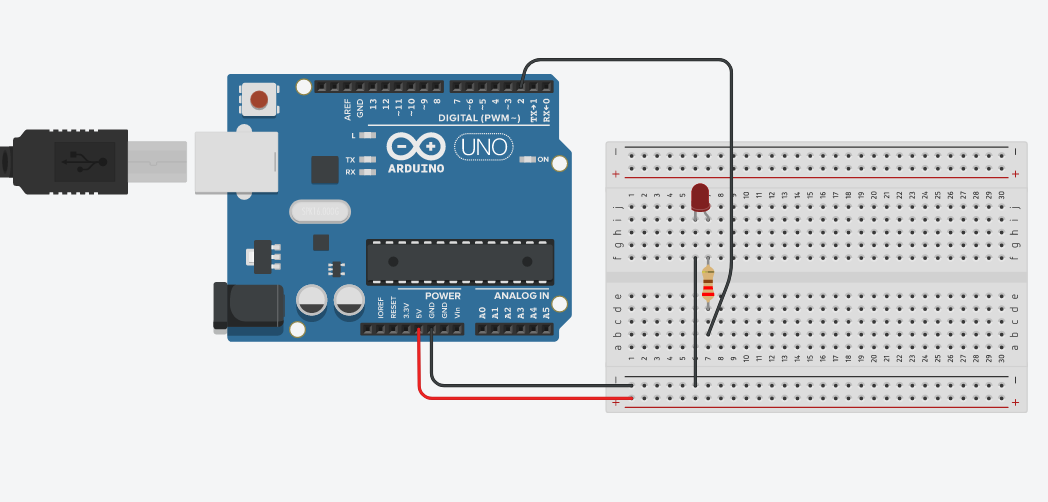 AREF
GND
13
12
~11
~10
~9
8
7
~6
~5
4
~3
2
TX→1
RX←0
DIGITAL (PWM ~)
L
TX
RX
ARDUINO
UNO
ON
IOREF
RESET
3.3V
5V
GND
GND
Vin
POWER
A0
A1
A2
A3
A4
A5
ANALOG IN
− −
+ +
1 2 3 4 5 7 8 9 10 11 12 13 14 15 16 17 18 19 20 21 22 23 24 25 26 27 28 29 30
j j
i i
h h
g g
f f
e e
d d
c c
b b
a a
1 2 3 4 5 6 7 8 9 10 11 12 13 14 15 16 17 18 19 20 21 22 23 24 25 26 27 28 29 30
− −
+ +